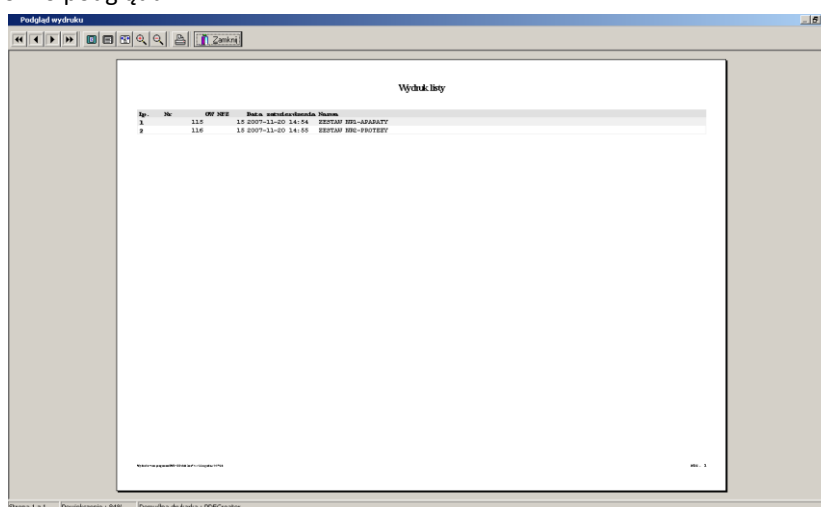 Podgląd wydruku
Zamknij
Wydruk listy
lp. Nr OW NFZ Data zatwierdzenia Nazwa
1 115 15 2007-11-20 14:54 ZESTAW NR1-APARATY
2 116 15 2007-11-20 14:55 ZESTAW NR2-PROTEZY